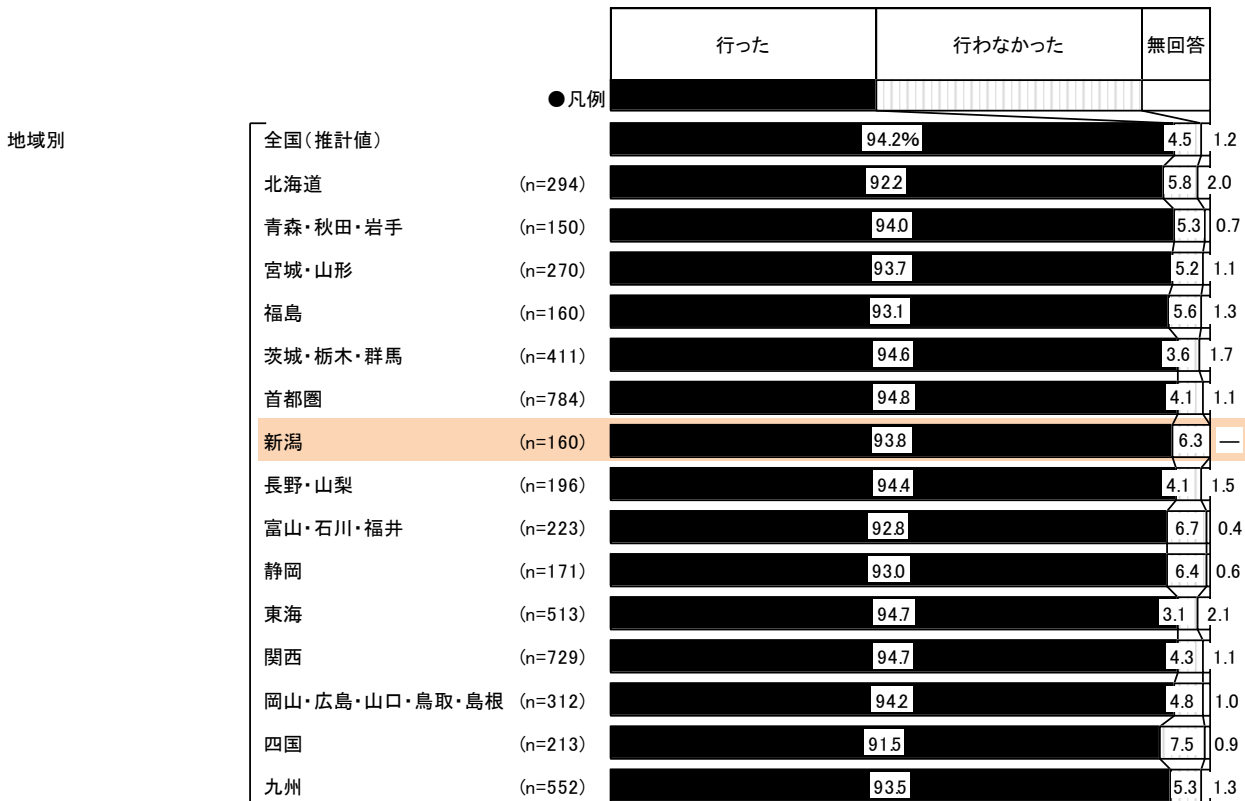 行った 行わなかった 無回答
●凡例
地域別 全国(推計値) 94.2% 4.5 1.2
北海道 (n=294) 92.2 5.8 2.0
青森・秋田・岩手 (n=150) 94.0 5.3 0.7
宮城・山形 (n=270) 93.7 5.2 1.1
福島 (n=160) 93.1 5.6 1.3
茨城・栃木・群馬 (n=411) 94.6 3.6 1.7
首都圏 (n=784) 94.8 4.1 1.1
新潟 (n=160) 93.8 6.3 ―
長野・山梨 (n=196) 94.4 4.1 1.5
富山・石川・福井 (n=223) 92.8 6.7 0.4
静岡 (n=171) 93.0 6.4 0.6
東海 (n=513) 94.7 3.1 2.1
関西 (n=729) 94.7 4.3 1.1
岡山・広島・山口・鳥取・島根 (n=312) 94.2 4.8 1.0
四国 (n=213) 91.5 7.5 0.9
九州 (n=552) 93.5 5.3 1.3